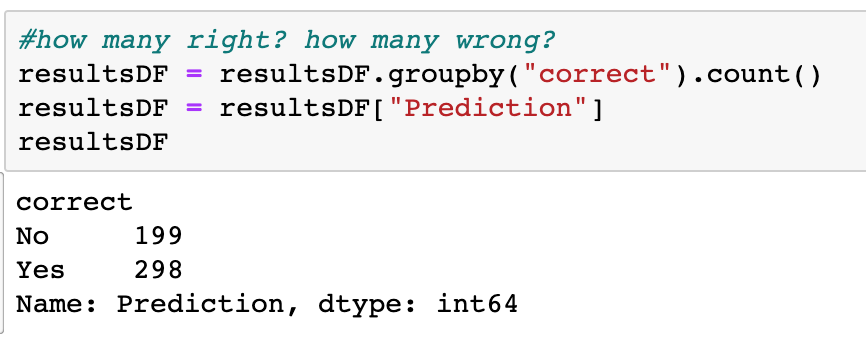 #how many right? how many wrong?
resultsDF = resultsDF.groupby("correct").count()
resultsDF = resultsDF["Prediction"]
resultsDF
correct
No     199
Yes    298
Name: Prediction, dtype: int64